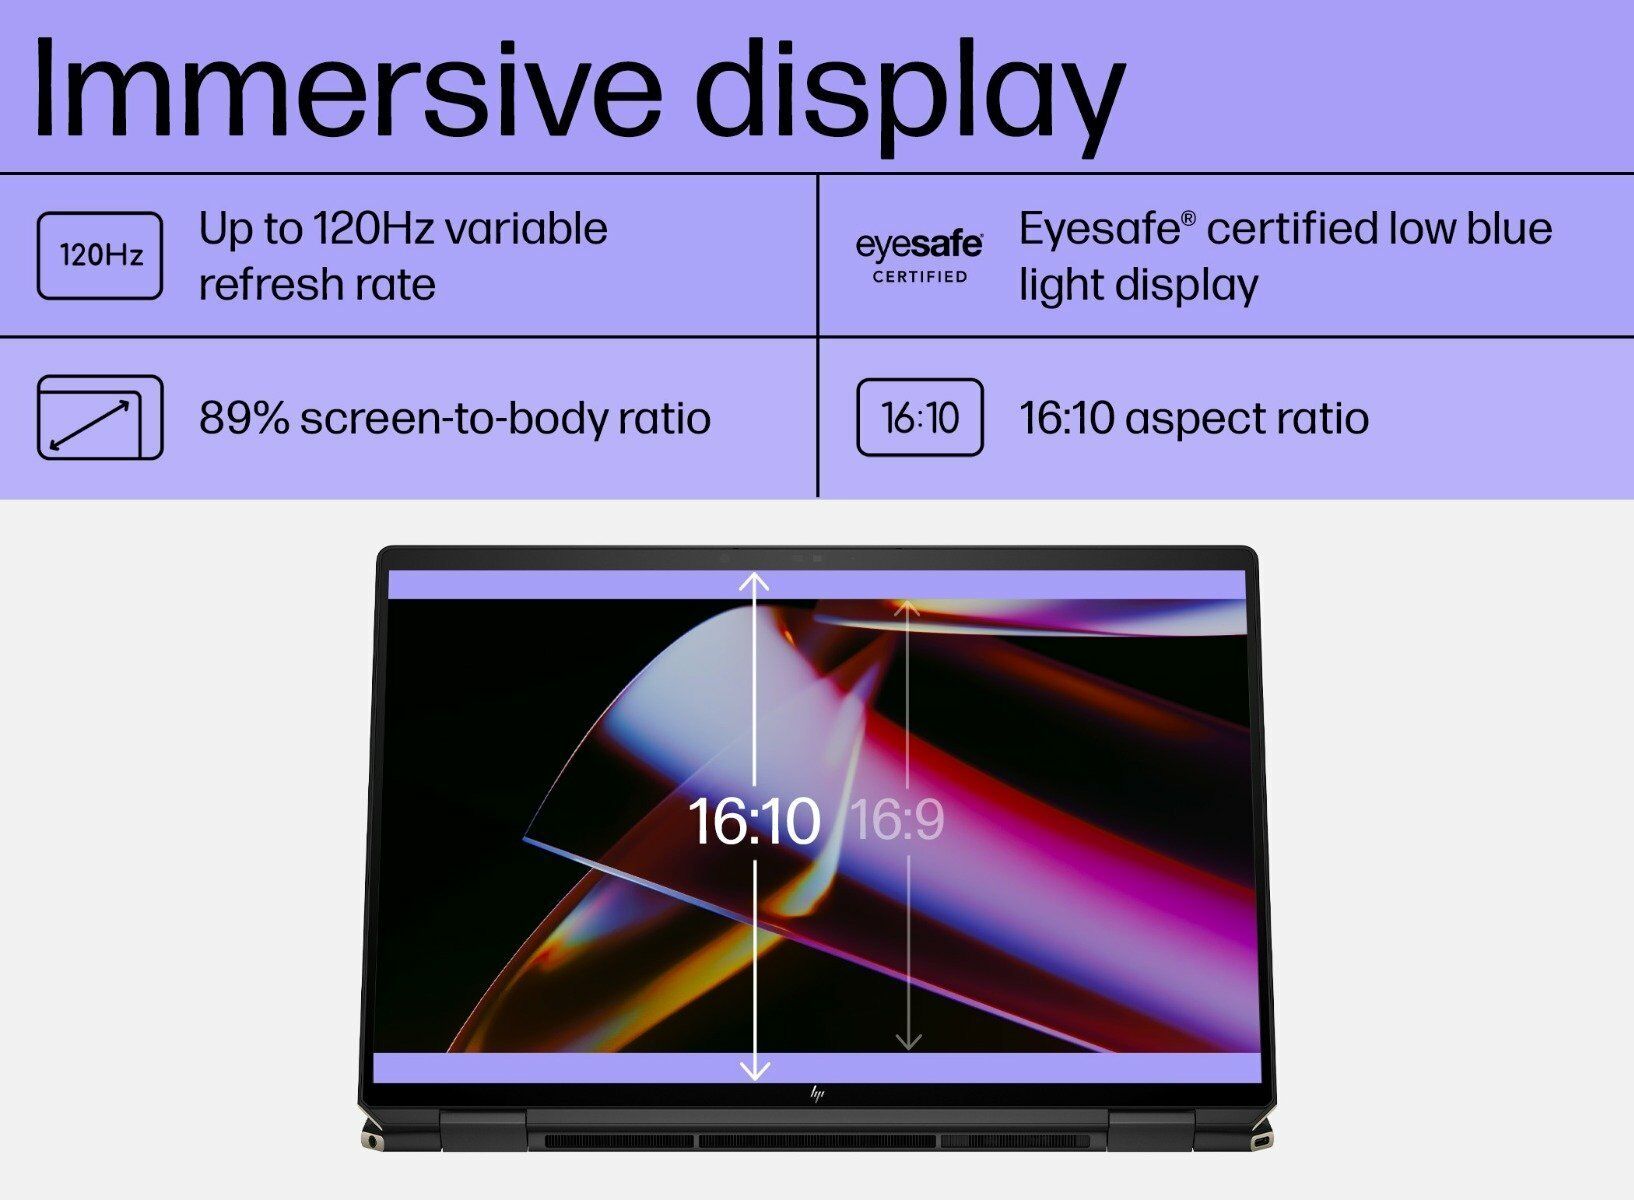 Immersive display
120Hz
Up to 120Hz variable
refresh rate
eyesafe®
CERTIFIED
Eyesafe® certified low blue
light display
89% screen-to-body ratio
16:10
16:10 aspect ratio
16:10
16:9
hp